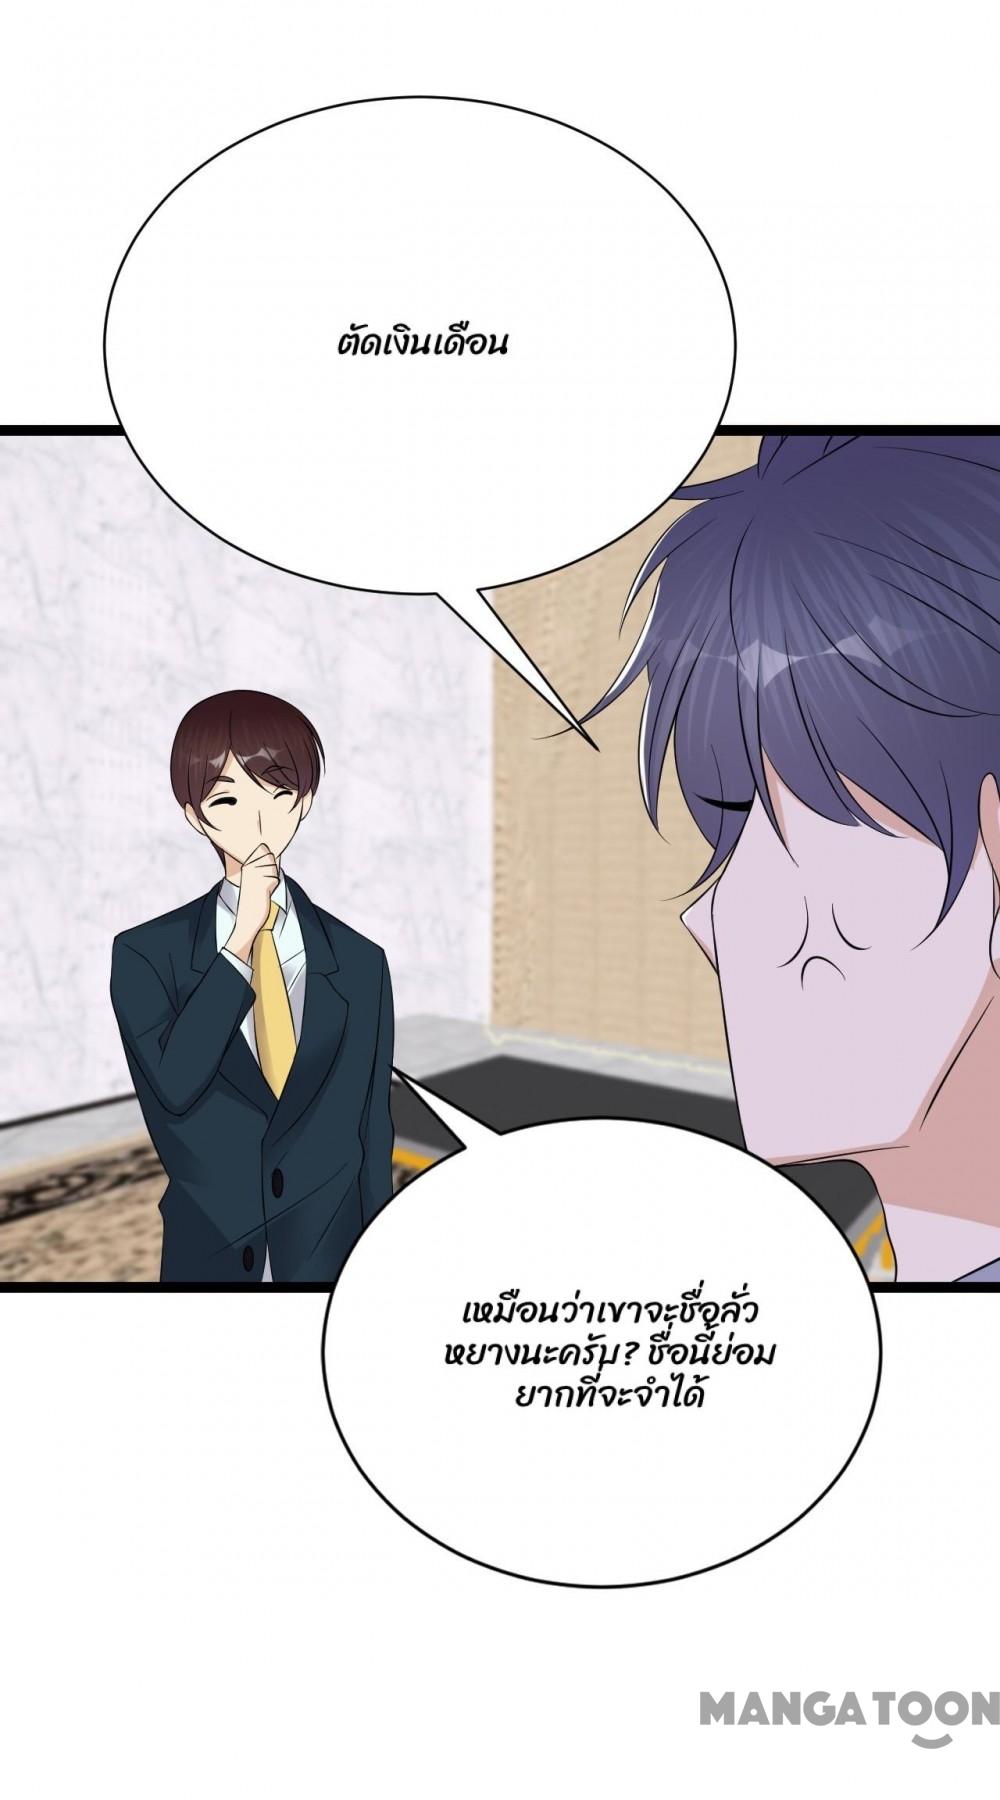 ตัดเงินเดือน
เหมือนว่าเขาจะชื่อลั่ว
หยางนะครับ? ชื่อนี้ย่อม
ยากที่จะจำได้
MANGATOON